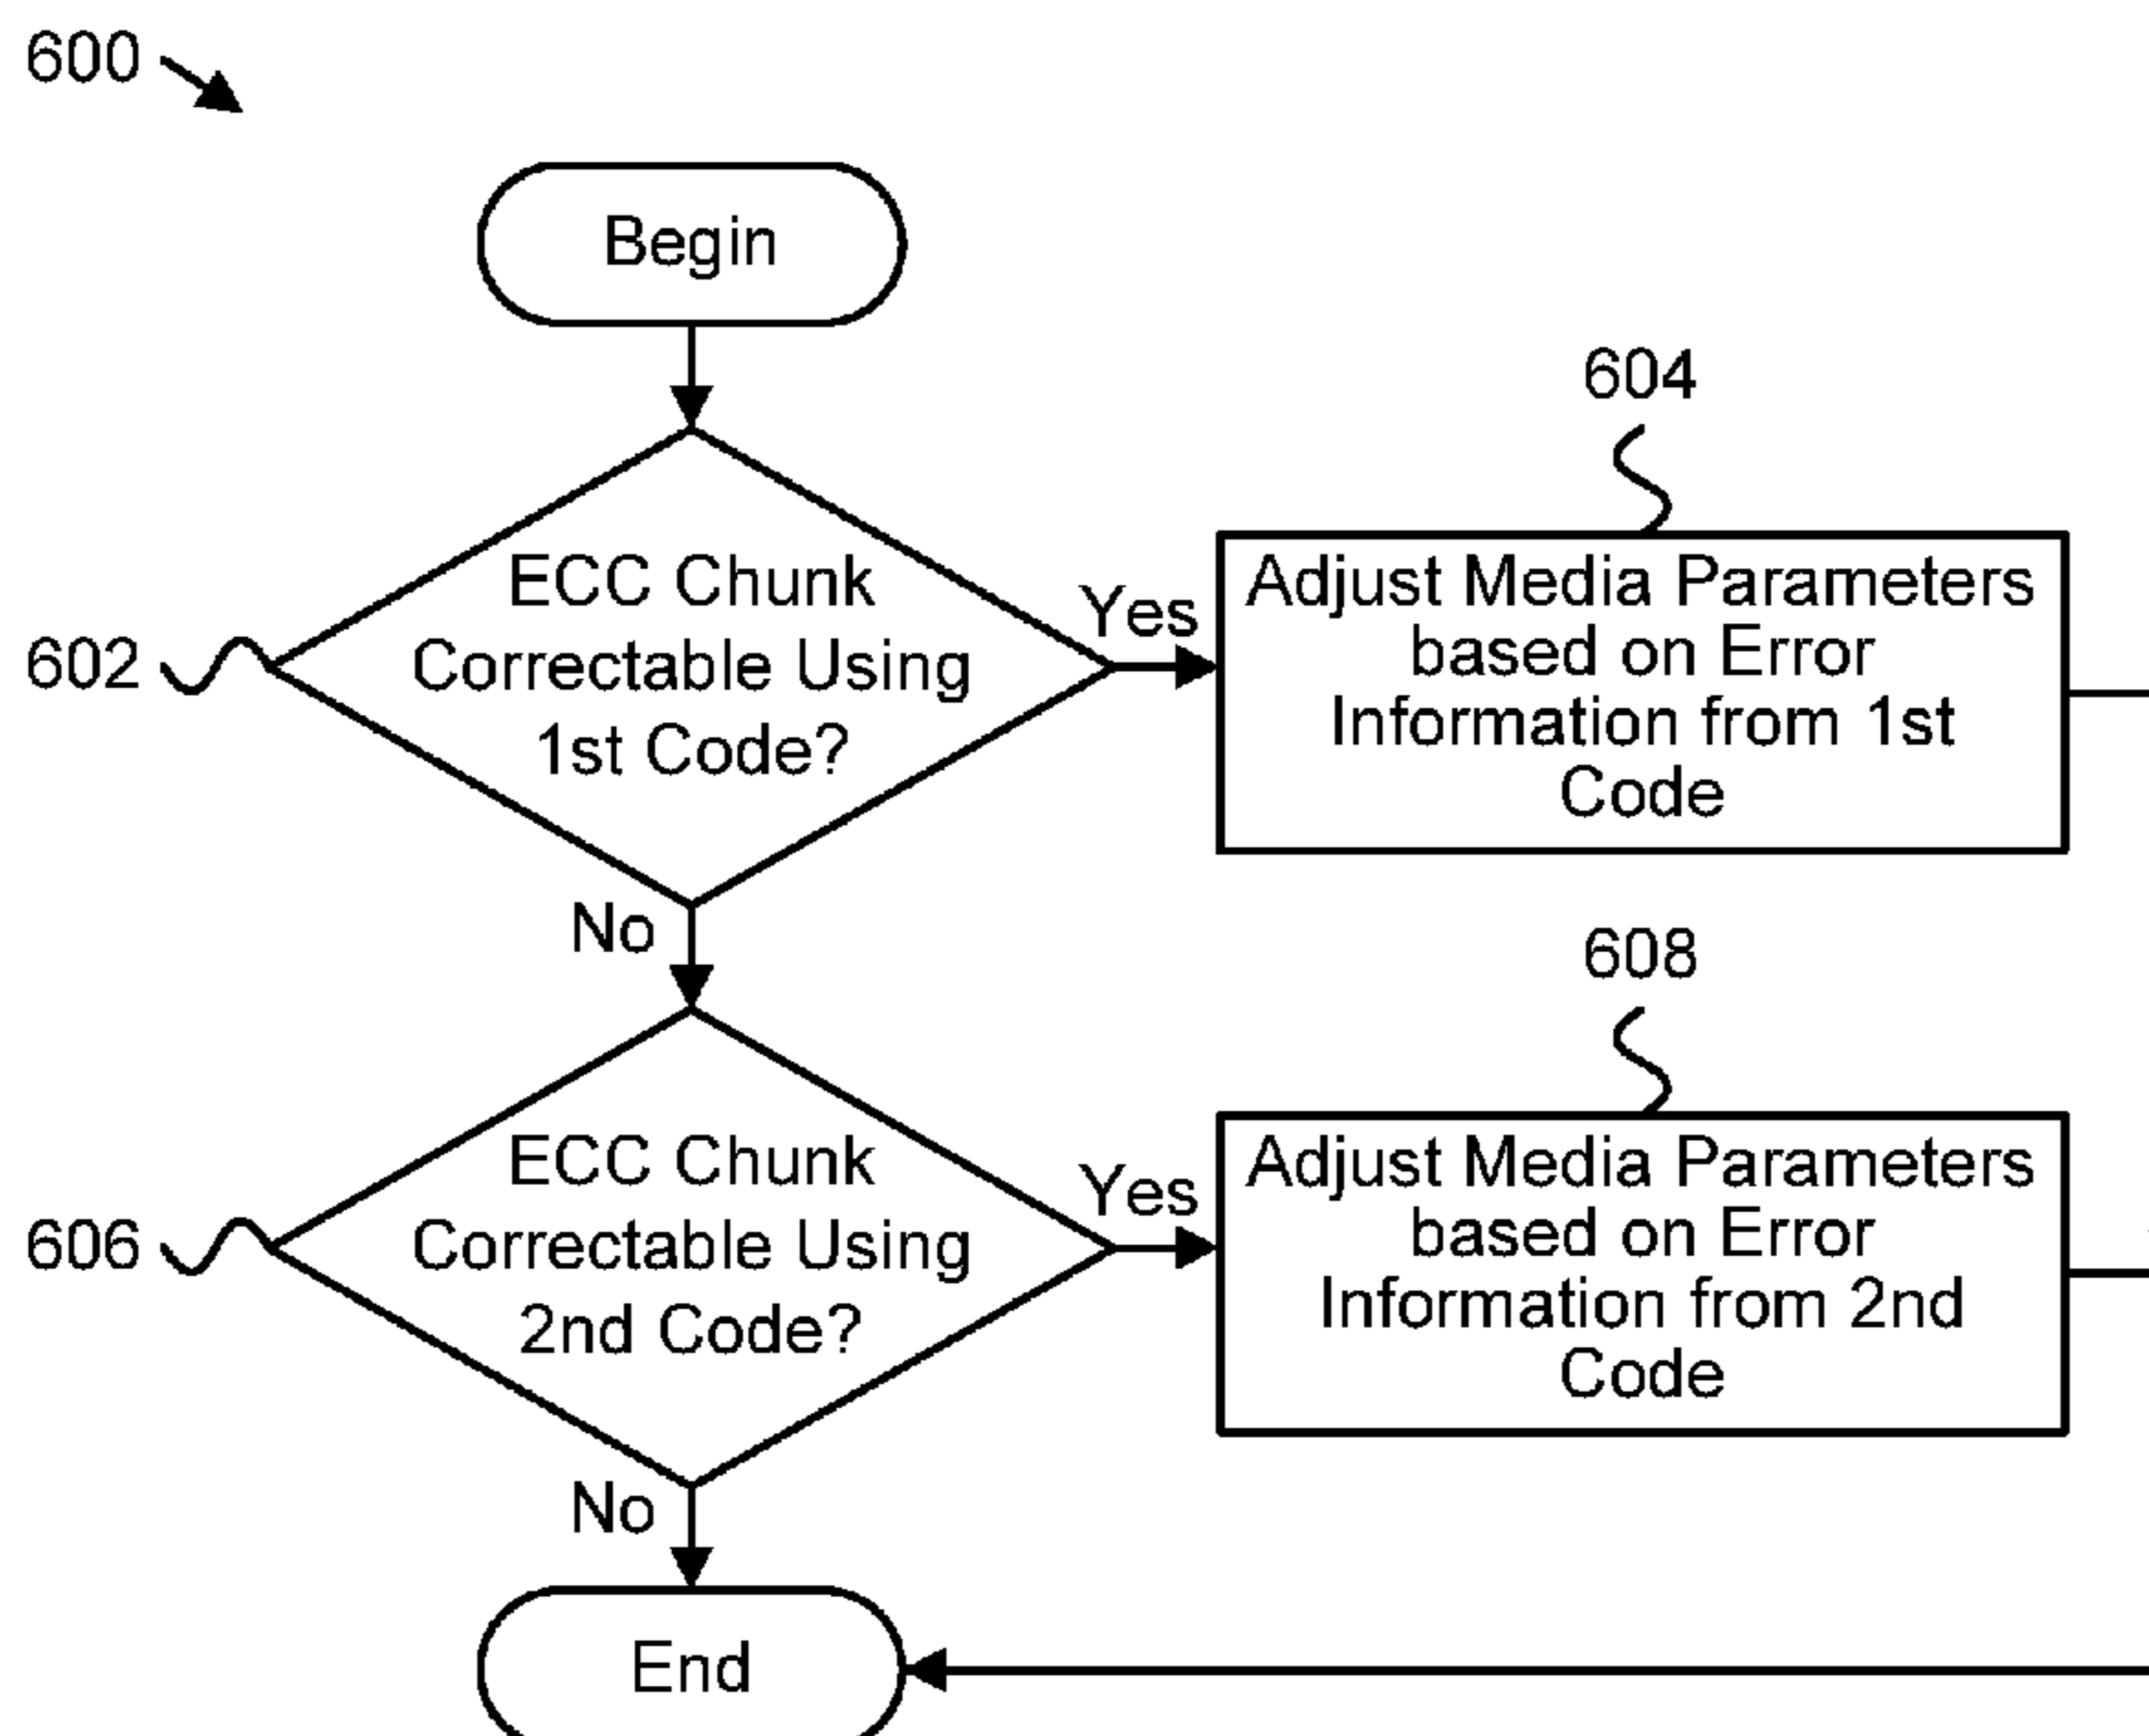 600
Begin
604
ECC Chunk
Correctable Using
1st Code?
602
Yes
Adjust Media Parameters
based on Error
Information from 1st
Code
No
608
ECC Chunk
Correctable Using
2nd Code?
606
Yes
Adjust Media Parameters
based on Error
Information from 2nd
Code
No
End